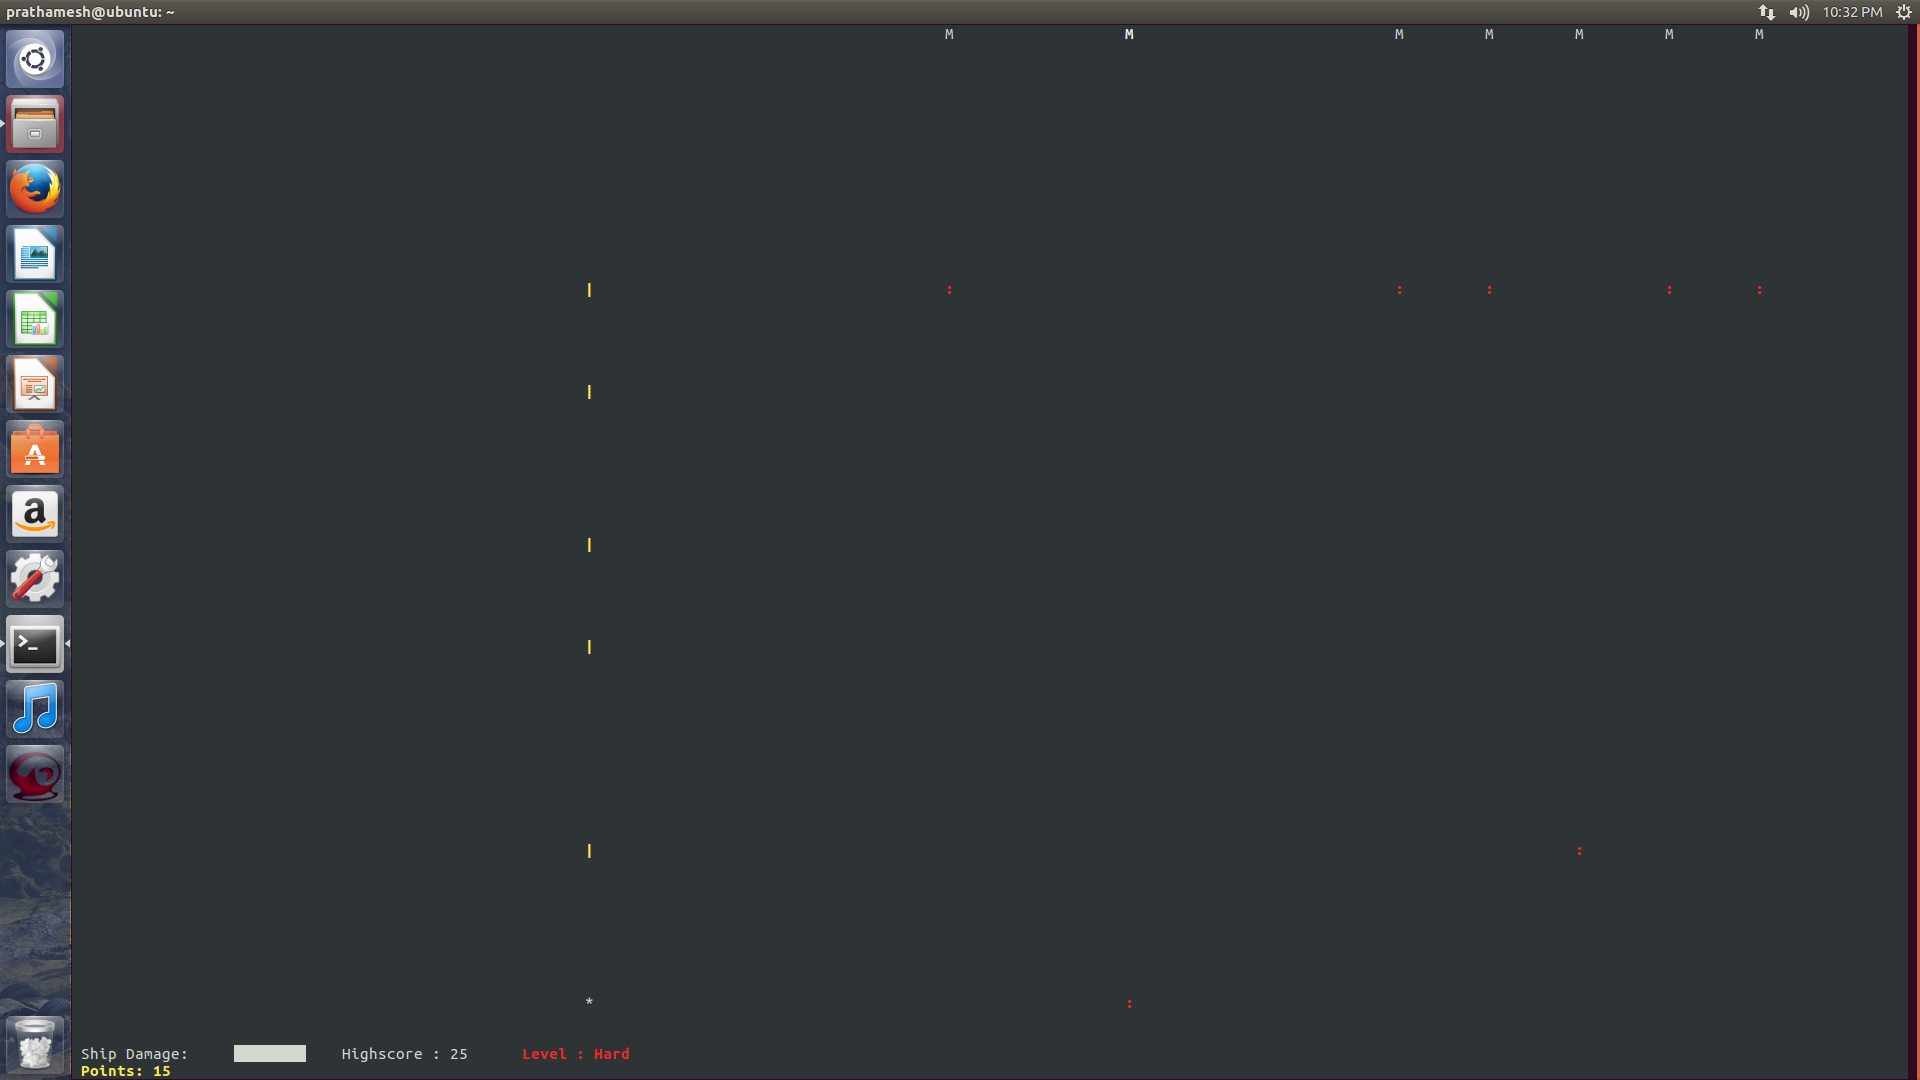 prathamesh@ubuntu: ~ 10:32 PM
M M M M M M M
| : : : : :
|
|
|
| :
* :
Ship Damage: Highscore : 25 Level : Hard
Points: 15